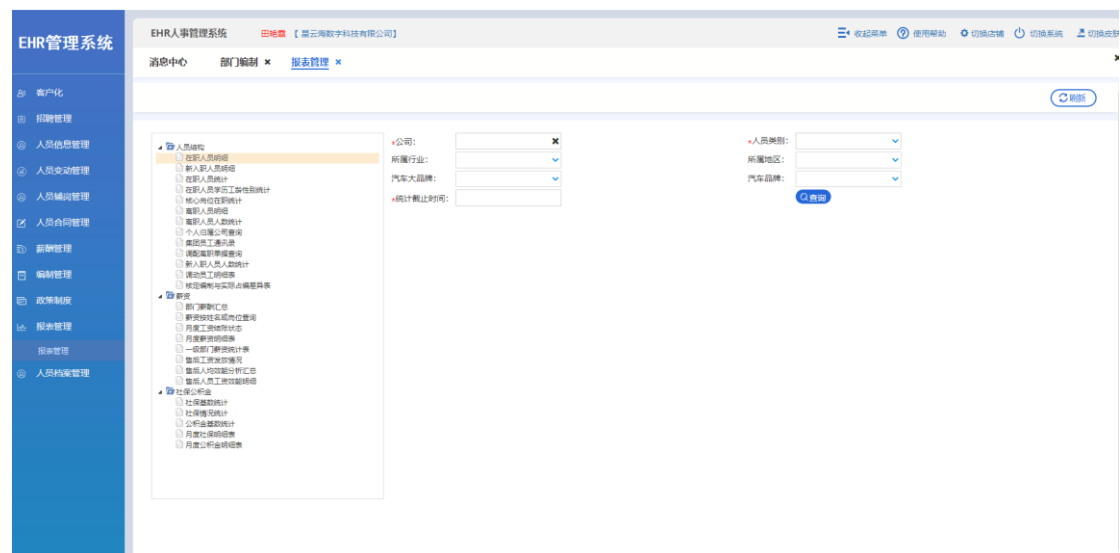 EHR管理系统
EHR人事管理系统 田艳霞 【 星云海数字科技有限公司】 收起菜单 使用帮助 切换店铺 切换系统 切换皮肤
消息中心 部门编制 × 报表管理 ×
刷新
客户化
招聘管理
人员信息管理
人员变动管理
人员辅岗管理
人员合同管理
薪酬管理
编制管理
政策制度
报表管理
报表管理
人员档案管理
人员结构
在职人员明细
新入职人员明细
在职人员统计
在职人员学历工龄性别统计
核心岗位在职统计
离职人员明细
离职人员人数统计
个人归属公司查询
集团员工通讯录
调配离职单据查询
新入职人员人数统计
调动员工明细表
核定编制与实际占编差异表
薪资
部门薪酬汇总
薪资按姓名或岗位查询
月度工资结账状态
月度薪资明细表
一级部门薪资统计表
售后工资发放情况
售后人均效能分析汇总
售后人员工资效能明细
社保公积金
社保基数统计
社保情况统计
公积金基数统计
月度社保明细表
月度公积金明细表
*公司: *人员类别:
所属行业: 所属地区:
汽车大品牌: 汽车品牌:
*统计截止时间: 查询